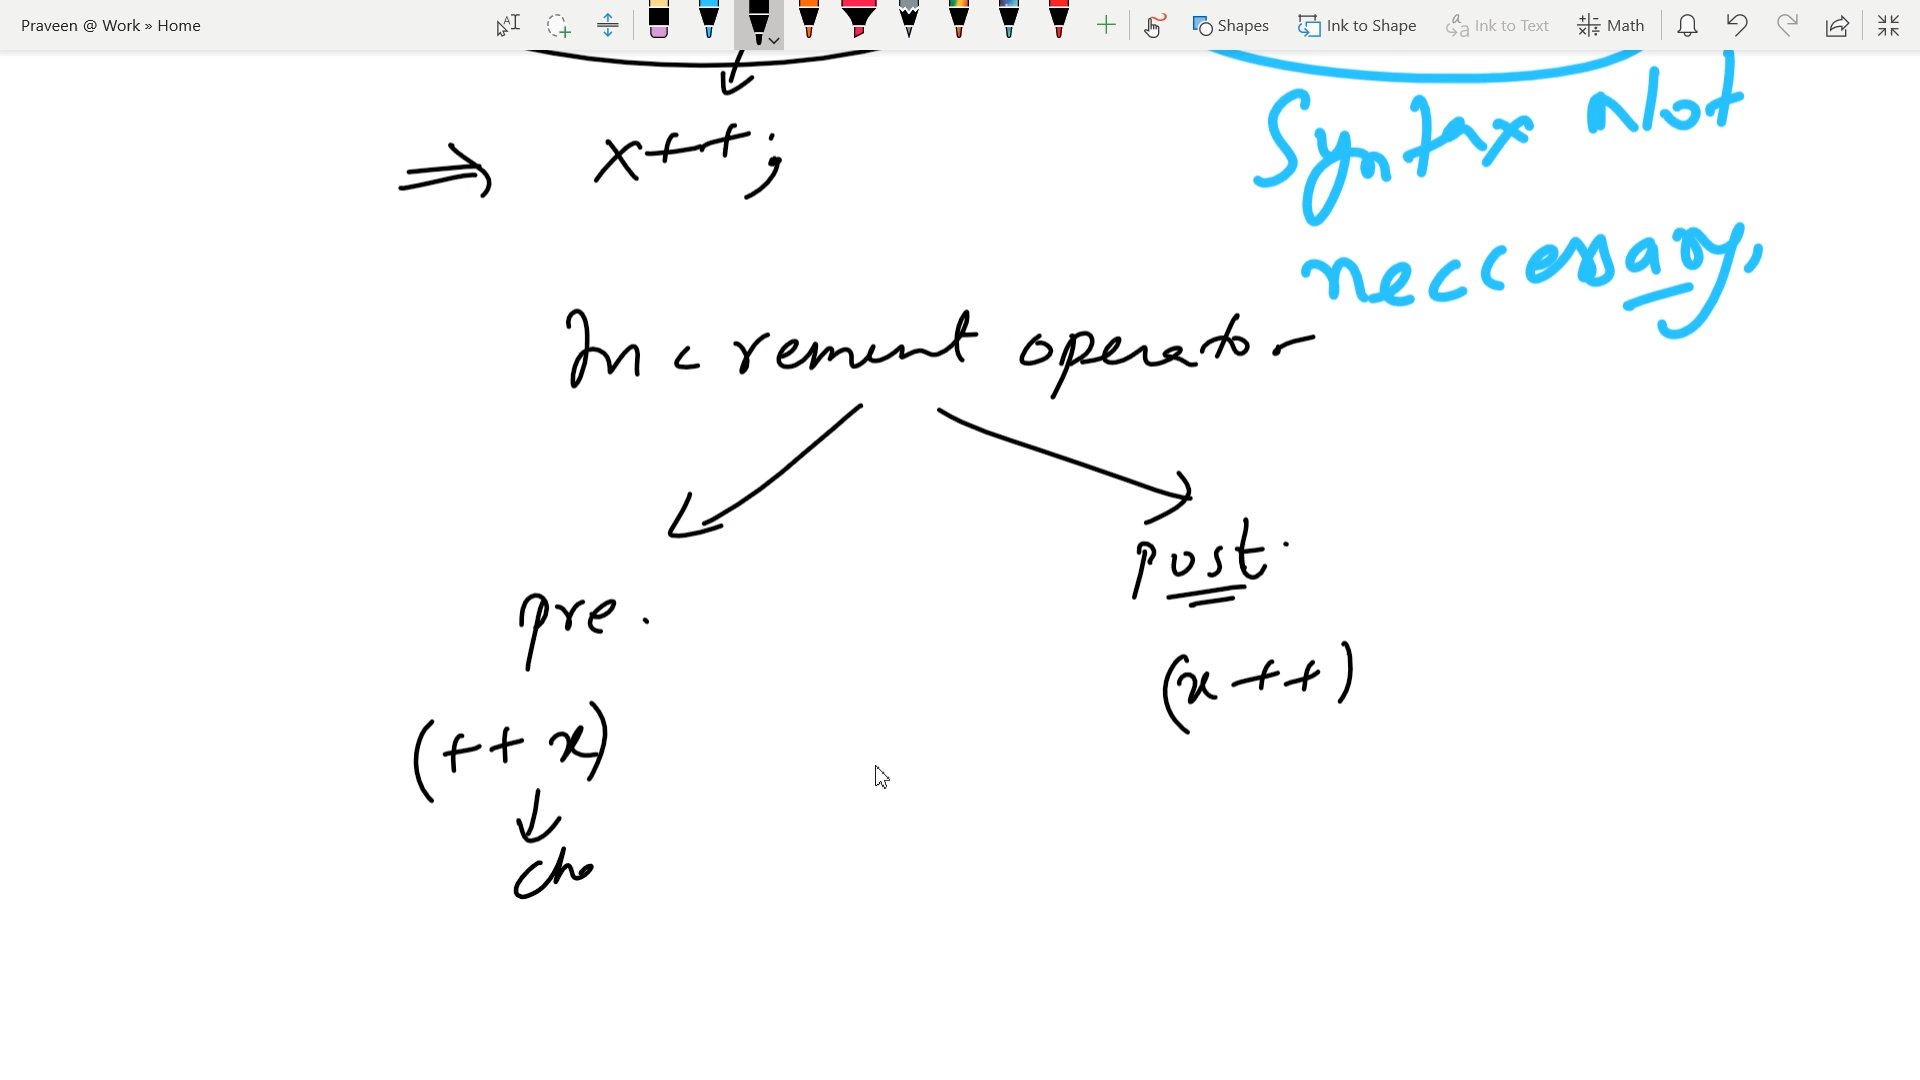 Praveen @ Work » Home
Shapes
Ink to Shape
Ink to Text
Math
⇒ x++;
Syntax Not
neccessary,
Increment operator
pre.
post.
(++x)
(x++)